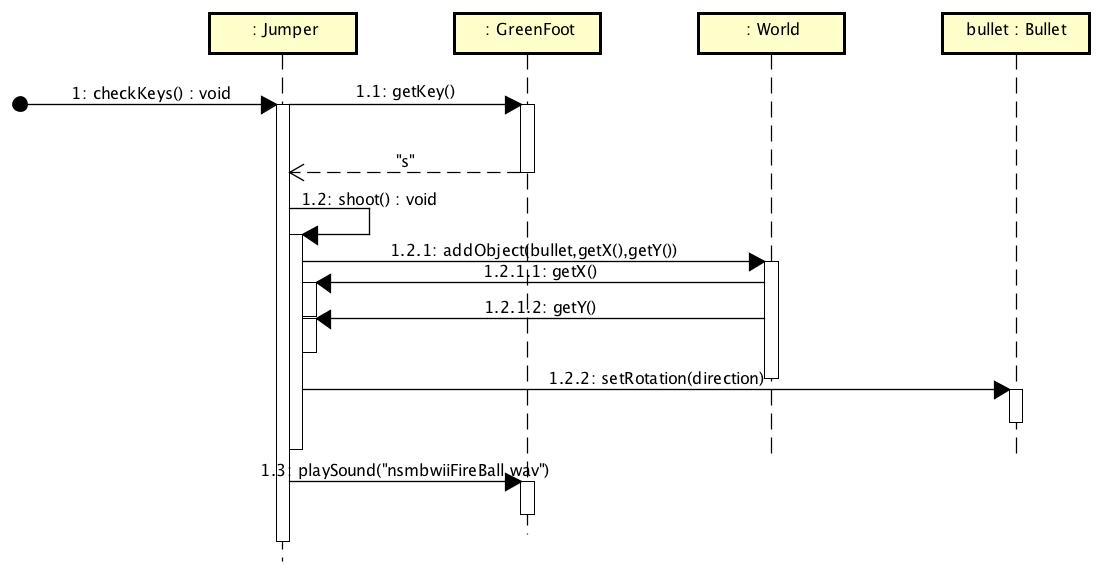 : Jumper
: GreenFoot
: World
bullet : Bullet
1: checkKeys() : void
1.1: getKey()
"s"
1.2: shoot() : void
1.2.1: addObject(bullet,getX(),getY())
1.2.1.1: getX()
1.2.1.2: getY()
1.2.2: setRotation(direction)
1.3: playSound("nsmbwiiFireBall.wav")